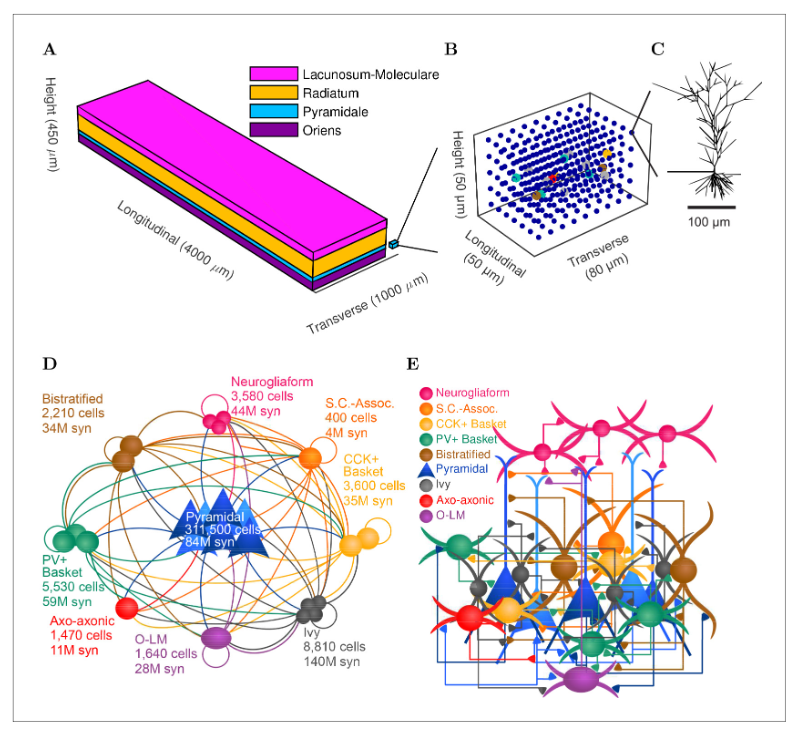 A
Height (450 μm)
Longitudinal (4000 μm)
Transverse (1000 μm)
Lacunosum-Moleculare
Radiatum
Pyramidale
Oriens
B
Height (50 μm)
Longitudinal
(50 μm)
Transverse
(80 μm)
C
100 μm
D
Neurogliaform
3,580 cells
44M syn
Bistratified
2,210 cells
34M syn
S.C.-Assoc.
400 cells
4M syn
CCK+
Basket
3,600 cells
35M syn
Pyramidal
311,500 cells
84M syn
PV+
Basket
5,530 cells
59M syn
Axo-axonic
1,470 cells
11M syn
O-LM
1,640 cells
28M syn
Ivy
8,810 cells
140M syn
E
Neurogliaform
S.C.-Assoc.
CCK+ Basket
PV+ Basket
Bistratified
Pyramidal
Ivy
Axo-axonic
O-LM